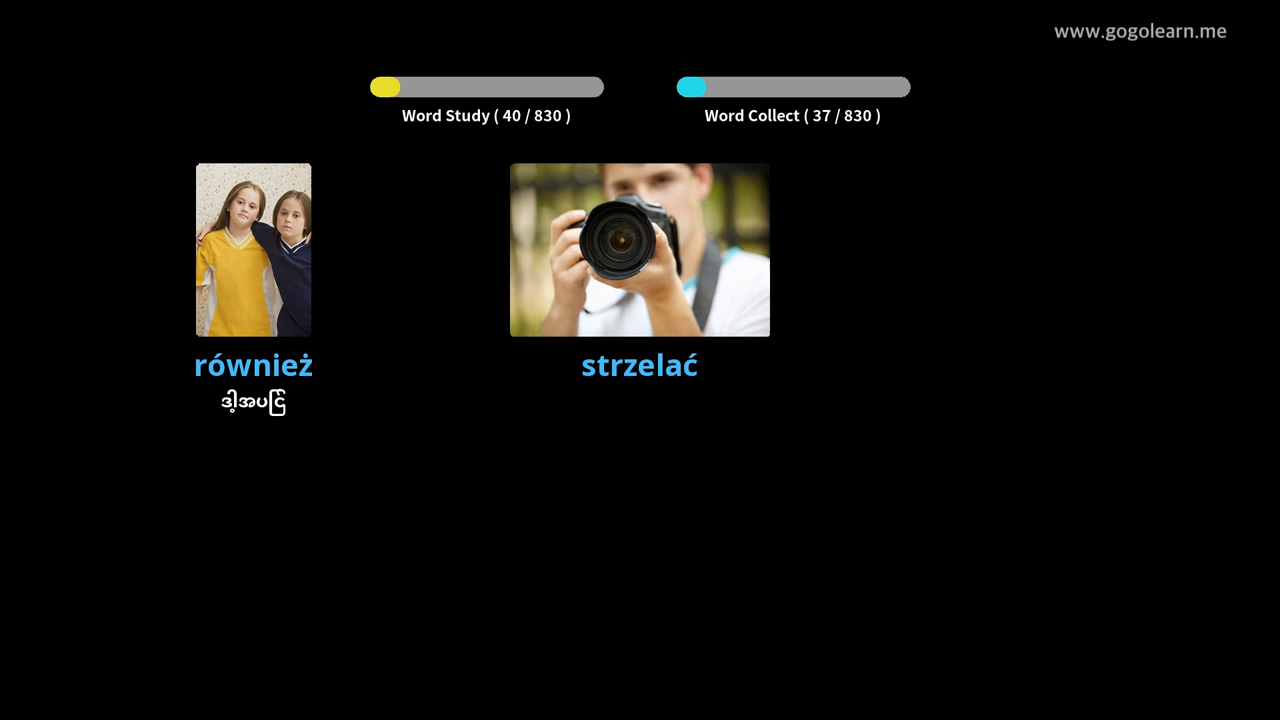 www.gogolearn.me
Word Study ( 40 / 830 )
Word Collect ( 37 / 830 )
również
strzelać
ဒါ့အပြင်